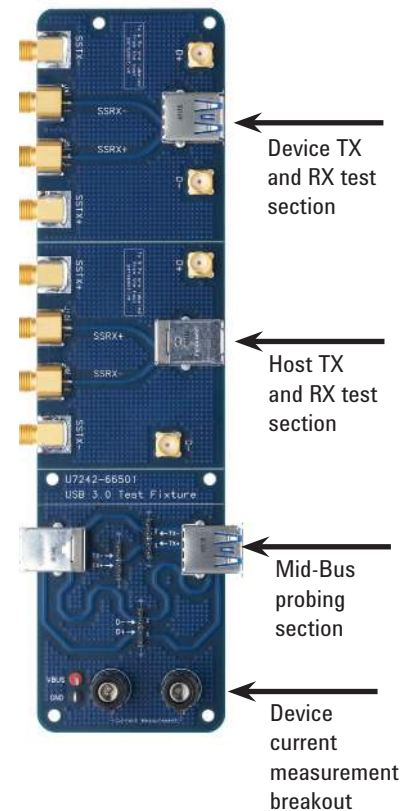 SSTX-
D+
SSRX-
SSRX+
D-
SSTX+
Device TX
and RX test
section
SSTX+
D+
SSRX+
SSRX-
SSTX-
D-
Host TX
and RX test
section
U7242-66501
USB 3.0 Test Fixture
TX-
TX+
Mid-Bus
probing
section
D-
D+
VBUS
GND
Current Measurement
Device
current
measurement
breakout